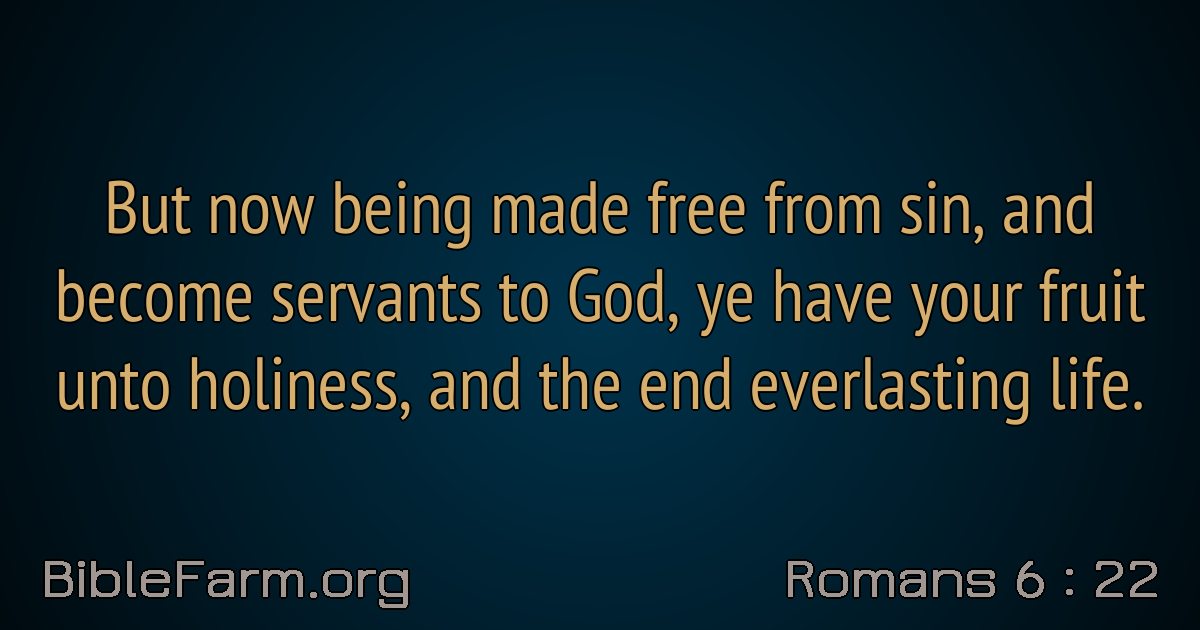 But now being made free from sin, and
become servants to God, ye have your fruit
unto holiness, and the end everlasting life.
BibleFarm.org
Romans 6 : 22